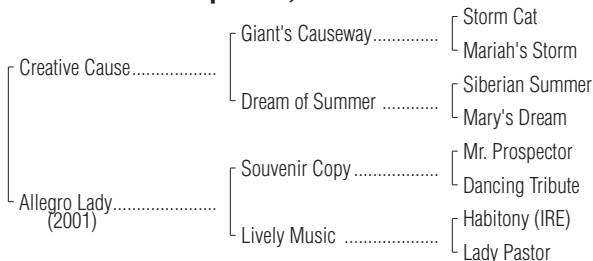 Storm Cat
Giant's Causeway..............
Mariah's Storm
Creative Cause..................
Siberian Summer
Dream of Summer ............
Mary's Dream
Mr. Prospector
Souvenir Copy..................
Dancing Tribute
Allegro Lady......................
(2001)
Habitony (IRE)
Lively Music ....................
Lady Pastor